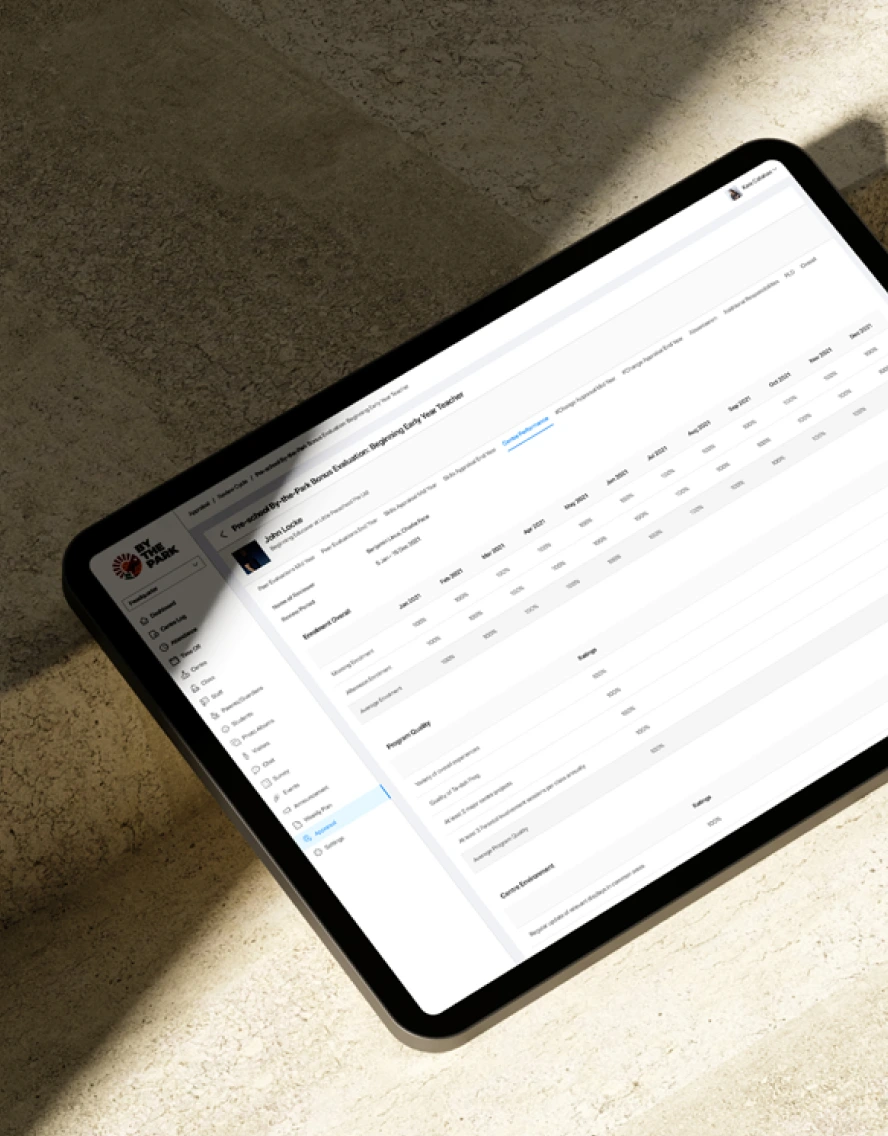 Kate Callahan
Appraisal / Review Cycle / Pre-school By-the-Park Bonus Evaluation: Beginning Early Year Teacher
Pre-school By-the-Park Bonus Evaluation: Beginning Early Year Teacher
John Locke
Beginning Educator at Little Preschool Pte Ltd
Peer Evaluations Mid Year
Peer Evaluations End Year
Skills Appraisal Mid Year
Skills Appraisal End Year
Centre Performance
#Change Appraisal Mid Year
#Change Appraisal End Year
Absenteeism
Additional Responsibilities
PLD
Overall
Name of Reviewer
Benjamin Linus, Charlie Pace
Review Period
5 Jan - 15 Dec 2021
Enrolment Overall
Jan 2021 Feb 2021 Mar 2021 Apr 2021 May 2021 Jun 2021 Jul 2021 Aug 2021 Sep 2021 Oct 2021 Nov 2021 Dec 2021
Morning Enrolment 100% 100% 100% 100% 100% 100% 100% 100% 100% 100% 100% 100%
Afternoon Enrolment 100% 100% 100% 100% 100% 100% 100% 100% 100% 100% 100% 100%
Average Enrolment 100% 100% 100% 100% 100% 100% 100% 100% 100% 100% 100%
Program Quality
Ratings
Variety of overall experiences 100%
Quality of 100%
At least 2 major centre projects 100%
At least 3 Parental Involvement sessions per class annually 100%
Average Program Quality 100%
Centre Environment
Ratings
Regular update of relevant displays in common areas 100%
BY
THE
PARK
Headquarter
Dashboard
Centre Log
Attendance
Time Off
Centre
Class
Staff
Parents/Guardians
Students
Photo Albums
Visitors
Chat
Survey
Events
Announcement
Weekly Plan
Appraisal
Settings